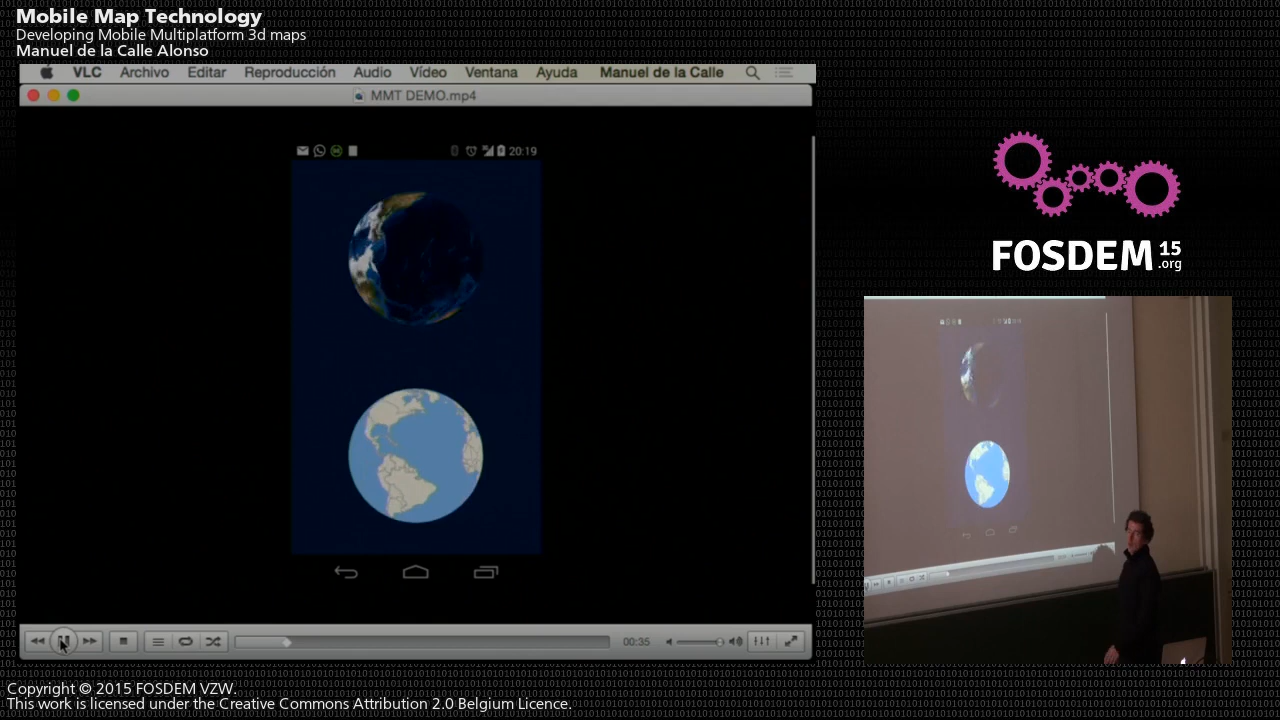 Mobile Map Technology
Developing Mobile Multiplatform 3d maps
Manuel de la Calle Alonso
VLC Archivo Editar Reproducción Audio Vídeo Ventana Ayuda Manuel de la Calle
MMT DEMO.mp4
20:19
FOSDEM 15 .org
00:35
Copyright © 2015 FOSDEM VZW.
This work is licensed under the Creative Commons Attribution 2.0 Belgium Licence.